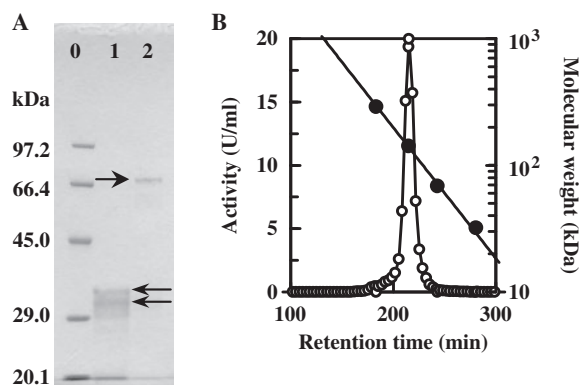 A
B
0 1 2
kDa
97.2
66.4
45.0
29.0
20.1
20
15
10
5
0
Activity (U/ml)
10³
10²
10
Molecular weight (kDa)
100 200 300
Retention time (min)